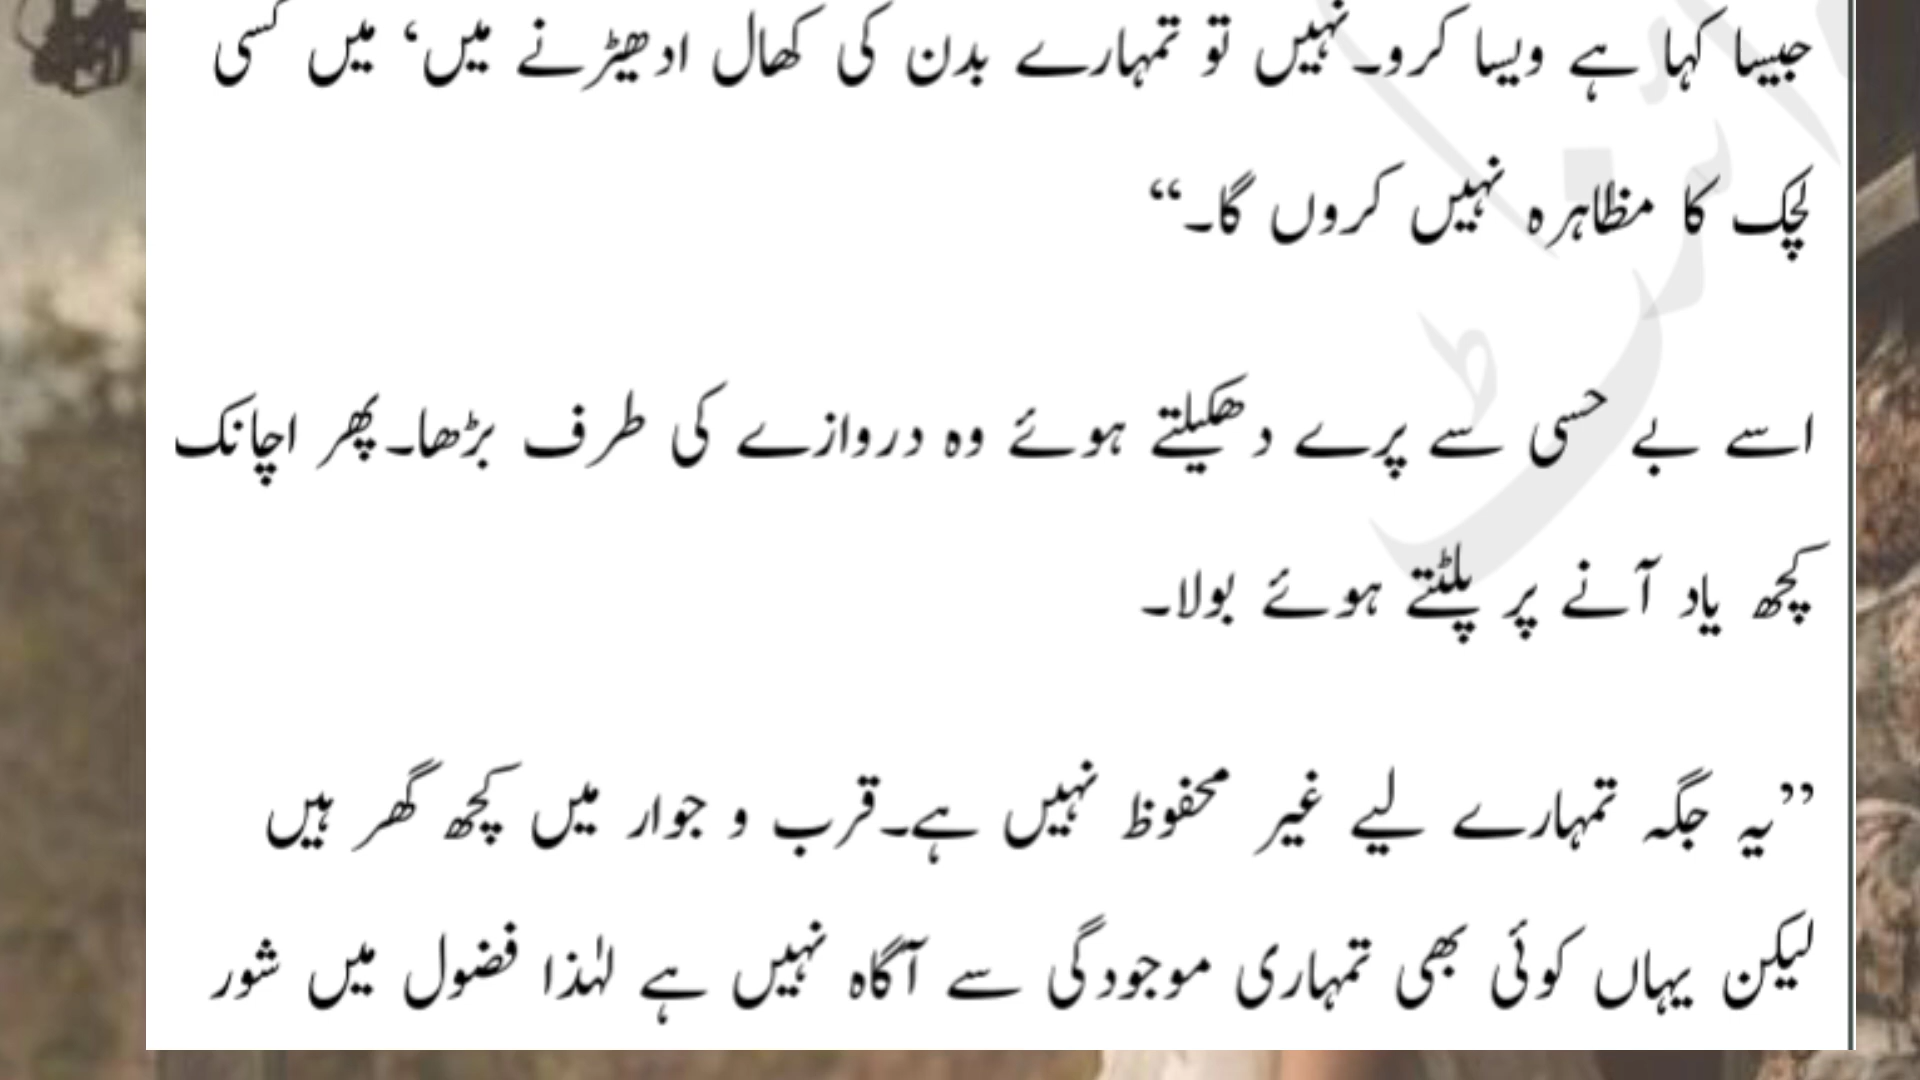 جیسا کہا ہے ویسا کرو۔نہیں تو تمہارے بدن کی کھال ادھیڑنے میں‘ میں کسی
لچک کا مظاہرہ نہیں کروں گا۔“
اسے بے حسی سے پرے دھکیلتے ہوئے وہ دروازے کی طرف بڑھا۔پھر اچانک
کچھ یاد آنے پر پلٹتے ہوئے بولا۔
”یہ جگہ تمہارے لیے غیر محفوظ نہیں ہے۔قرب و جوار میں کچھ گھر ہیں
لیکن یہاں کوئی بھی تمہاری موجودگی سے آگاہ نہیں ہے لہٰذا فضول میں شور